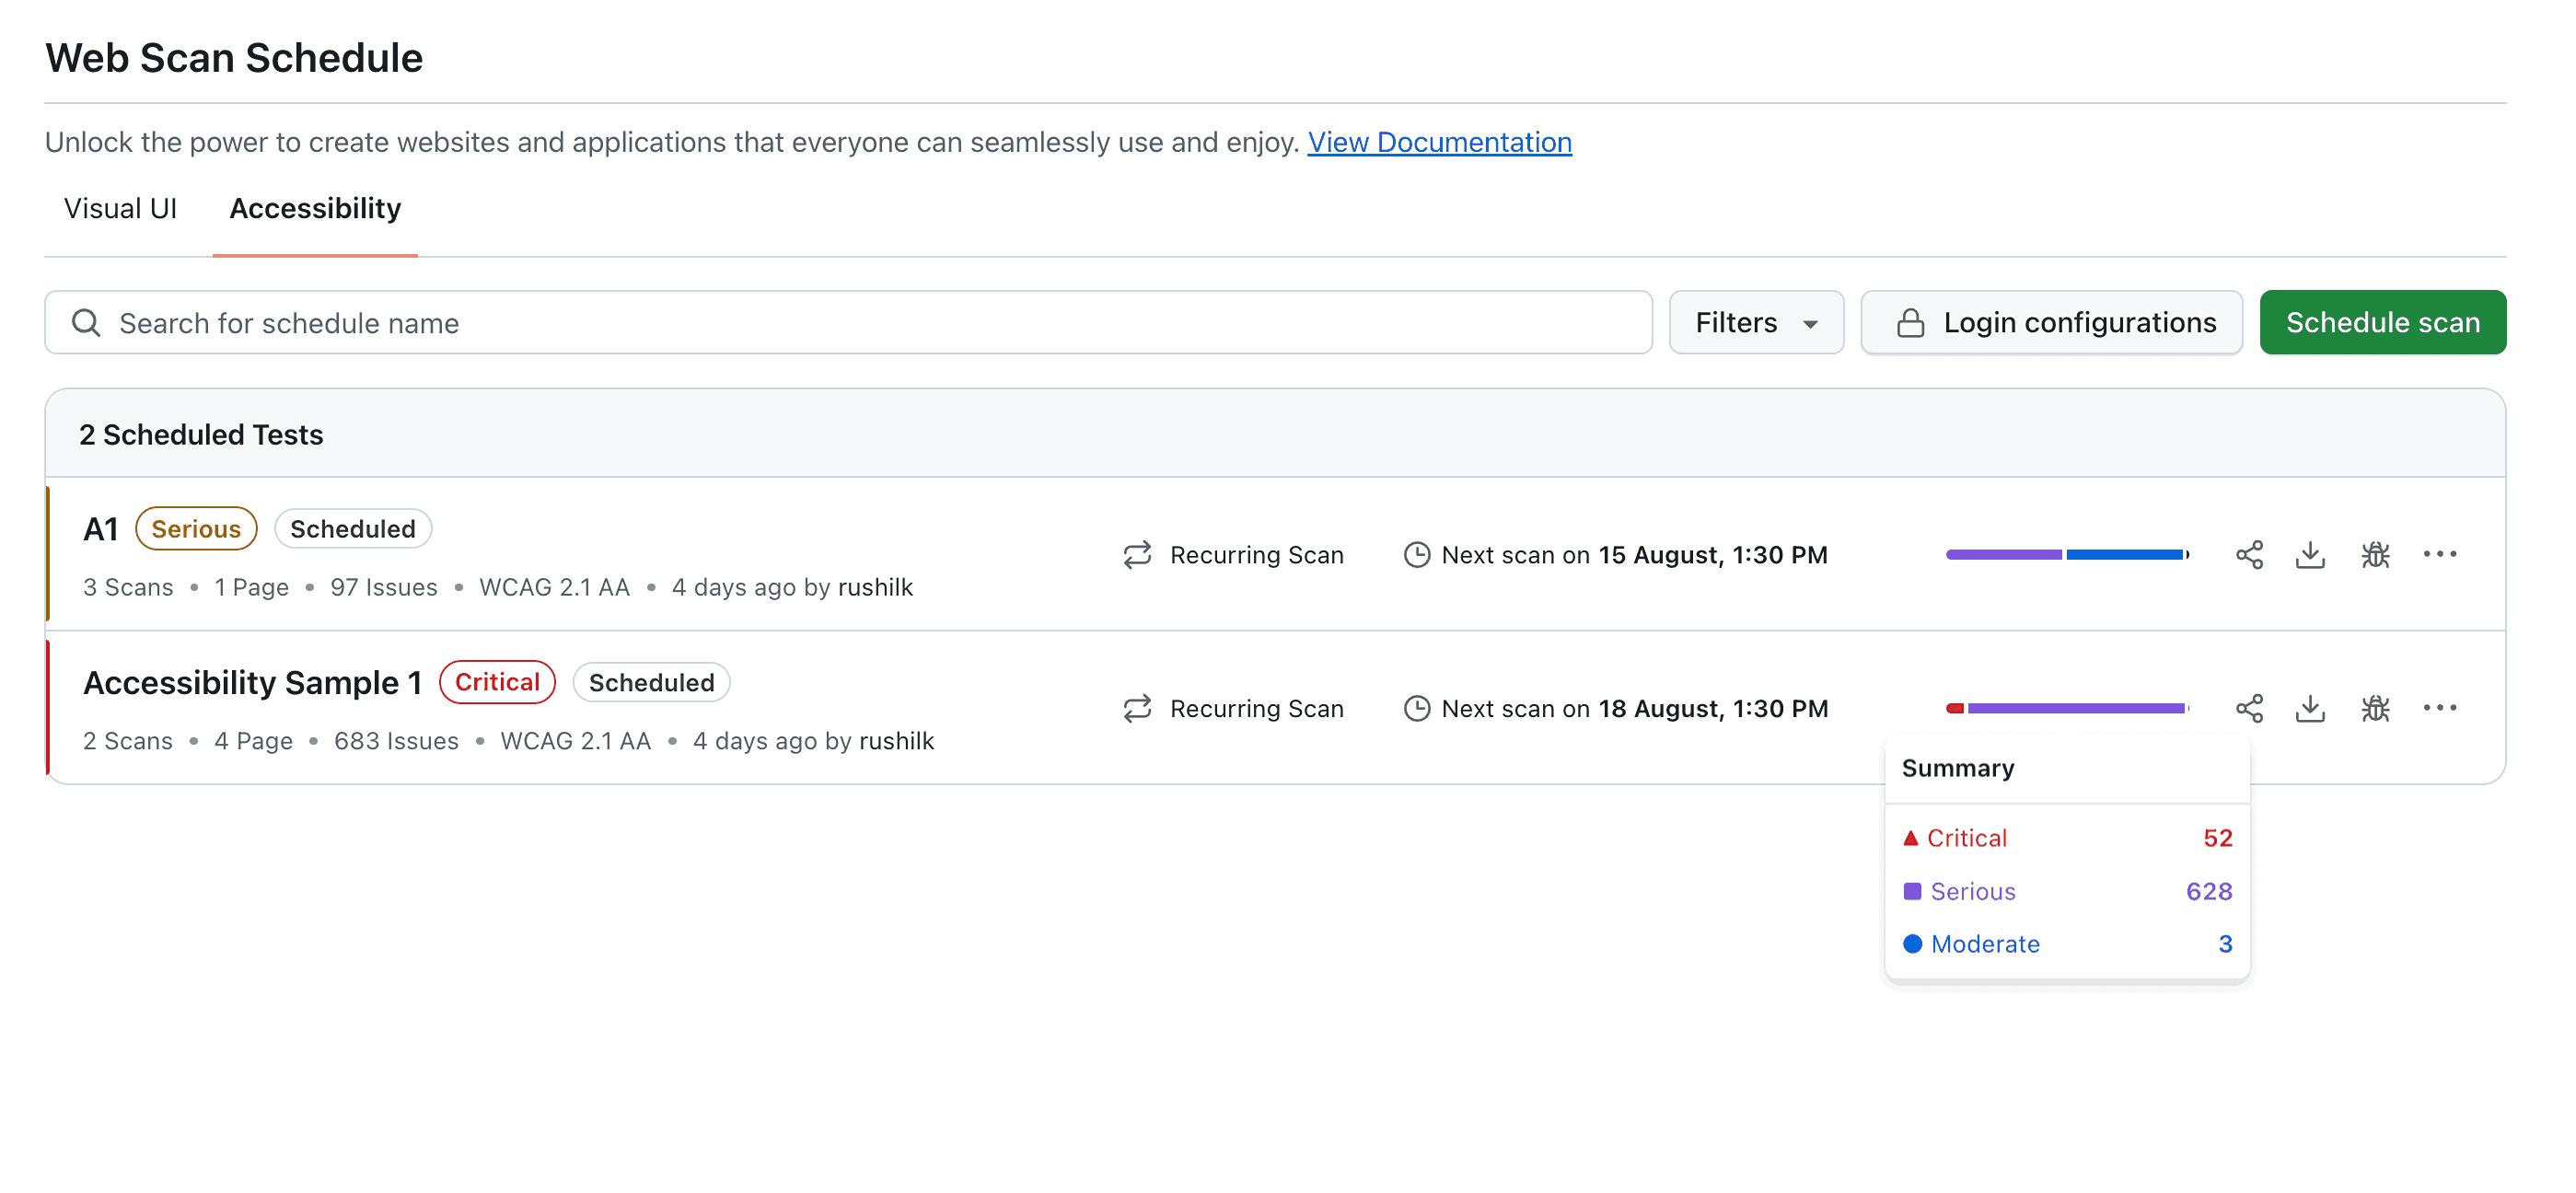 Web Scan Schedule
Unlock the power to create websites and applications that everyone can seamlessly use and enjoy. View Documentation
Visual UI Accessibility
Search for schedule name Filters Login configurations Schedule scan
2 Scheduled Tests
A1 Serious Scheduled
Recurring Scan Next scan on 15 August, 1:30 PM
3 Scans • 1 Page • 97 Issues • WCAG 2.1 AA • 4 days ago by rushilk
Accessibility Sample 1 Critical Scheduled
Recurring Scan Next scan on 18 August, 1:30 PM
2 Scans • 4 Page • 683 Issues • WCAG 2.1 AA • 4 days ago by rushilk
Summary
Critical 52
Serious 628
Moderate 3